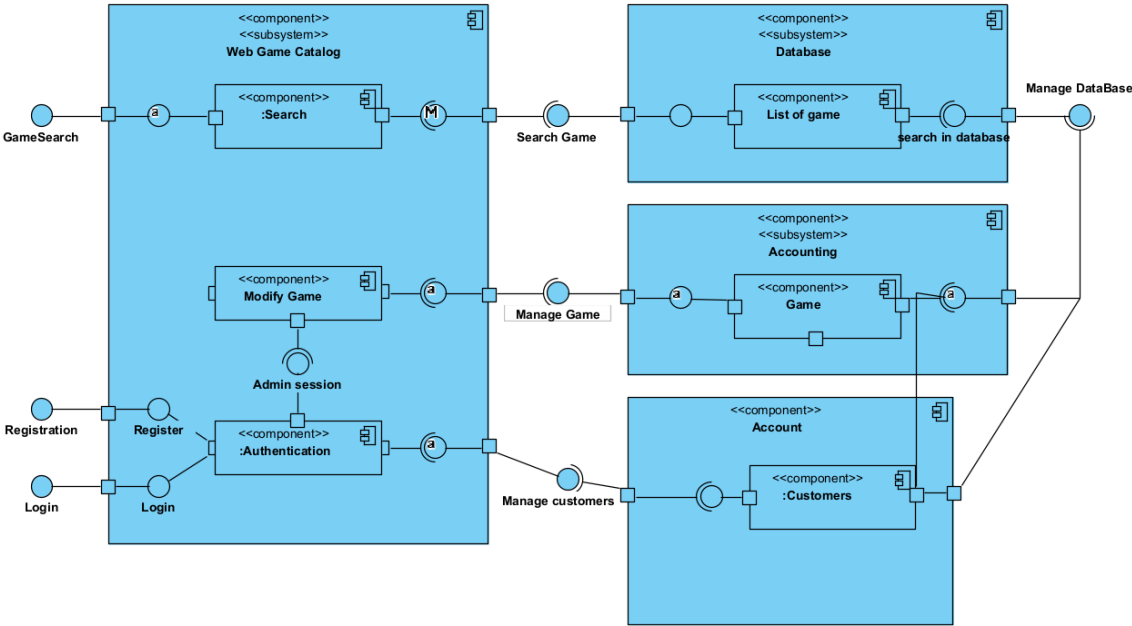 <<component>>
<<subsystem>>
Web Game Catalog
<<component>>
<<subsystem>>
Database
Manage DataBase
GameSearch
a
<<component>>
:Search
M
Search Game
<<component>>
List of game
search in database
<<component>>
<<subsystem>>
Accounting
<<component>>
Modify Game
a
Manage Game
a
<<component>>
Game
a
Admin session
Registration
Register
<<component>>
:Authentication
a
Login
Login
Manage customers
<<component>>
Account
<<component>>
:Customers